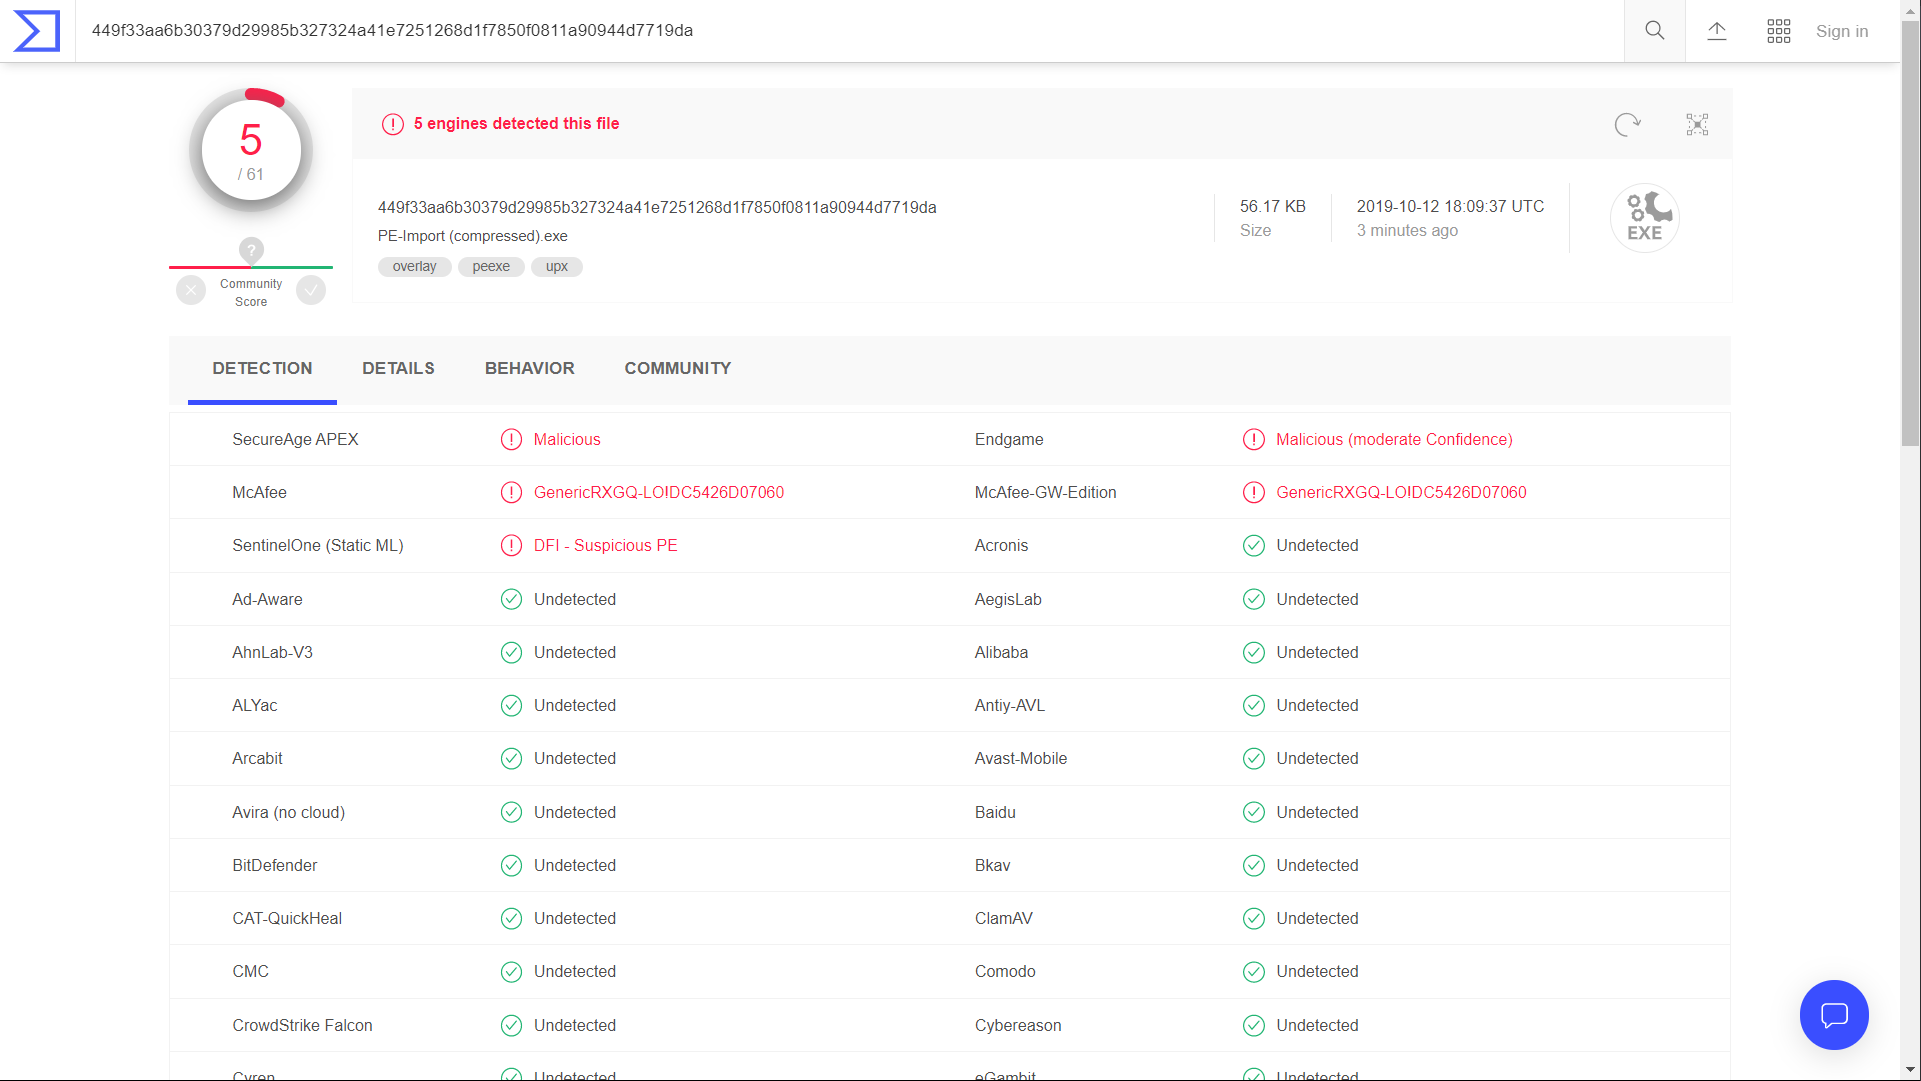 449f33aa6b30379d29985b327324a41e7251268d1f7850f0811a90944d7719da
Sign in
5
/ 61
?
Community
Score
5 engines detected this file
449f33aa6b30379d29985b327324a41e7251268d1f7850f0811a90944d7719da
PE-Import (compressed).exe
overlay peexe upx
56.17 KB
Size
2019-10-12 18:09:37 UTC
3 minutes ago
EXE
DETECTION DETAILS BEHAVIOR COMMUNITY
SecureAge APEX Malicious Endgame Malicious (moderate Confidence)
McAfee GenericRXGQ-LO!DC5426D07060 McAfee-GW-Edition GenericRXGQ-LO!DC5426D07060
SentinelOne (Static ML) DFI - Suspicious PE Acronis Undetected
Ad-Aware Undetected AegisLab Undetected
AhnLab-V3 Undetected Alibaba Undetected
ALYac Undetected Antiy-AVL Undetected
Arcabit Undetected Avast-Mobile Undetected
Avira (no cloud) Undetected Baidu Undetected
BitDefender Undetected Bkav Undetected
CAT-QuickHeal Undetected ClamAV Undetected
CMC Undetected Comodo Undetected
CrowdStrike Falcon Undetected Cybereason Undetected
Cyren Undetected eGambit Undetected